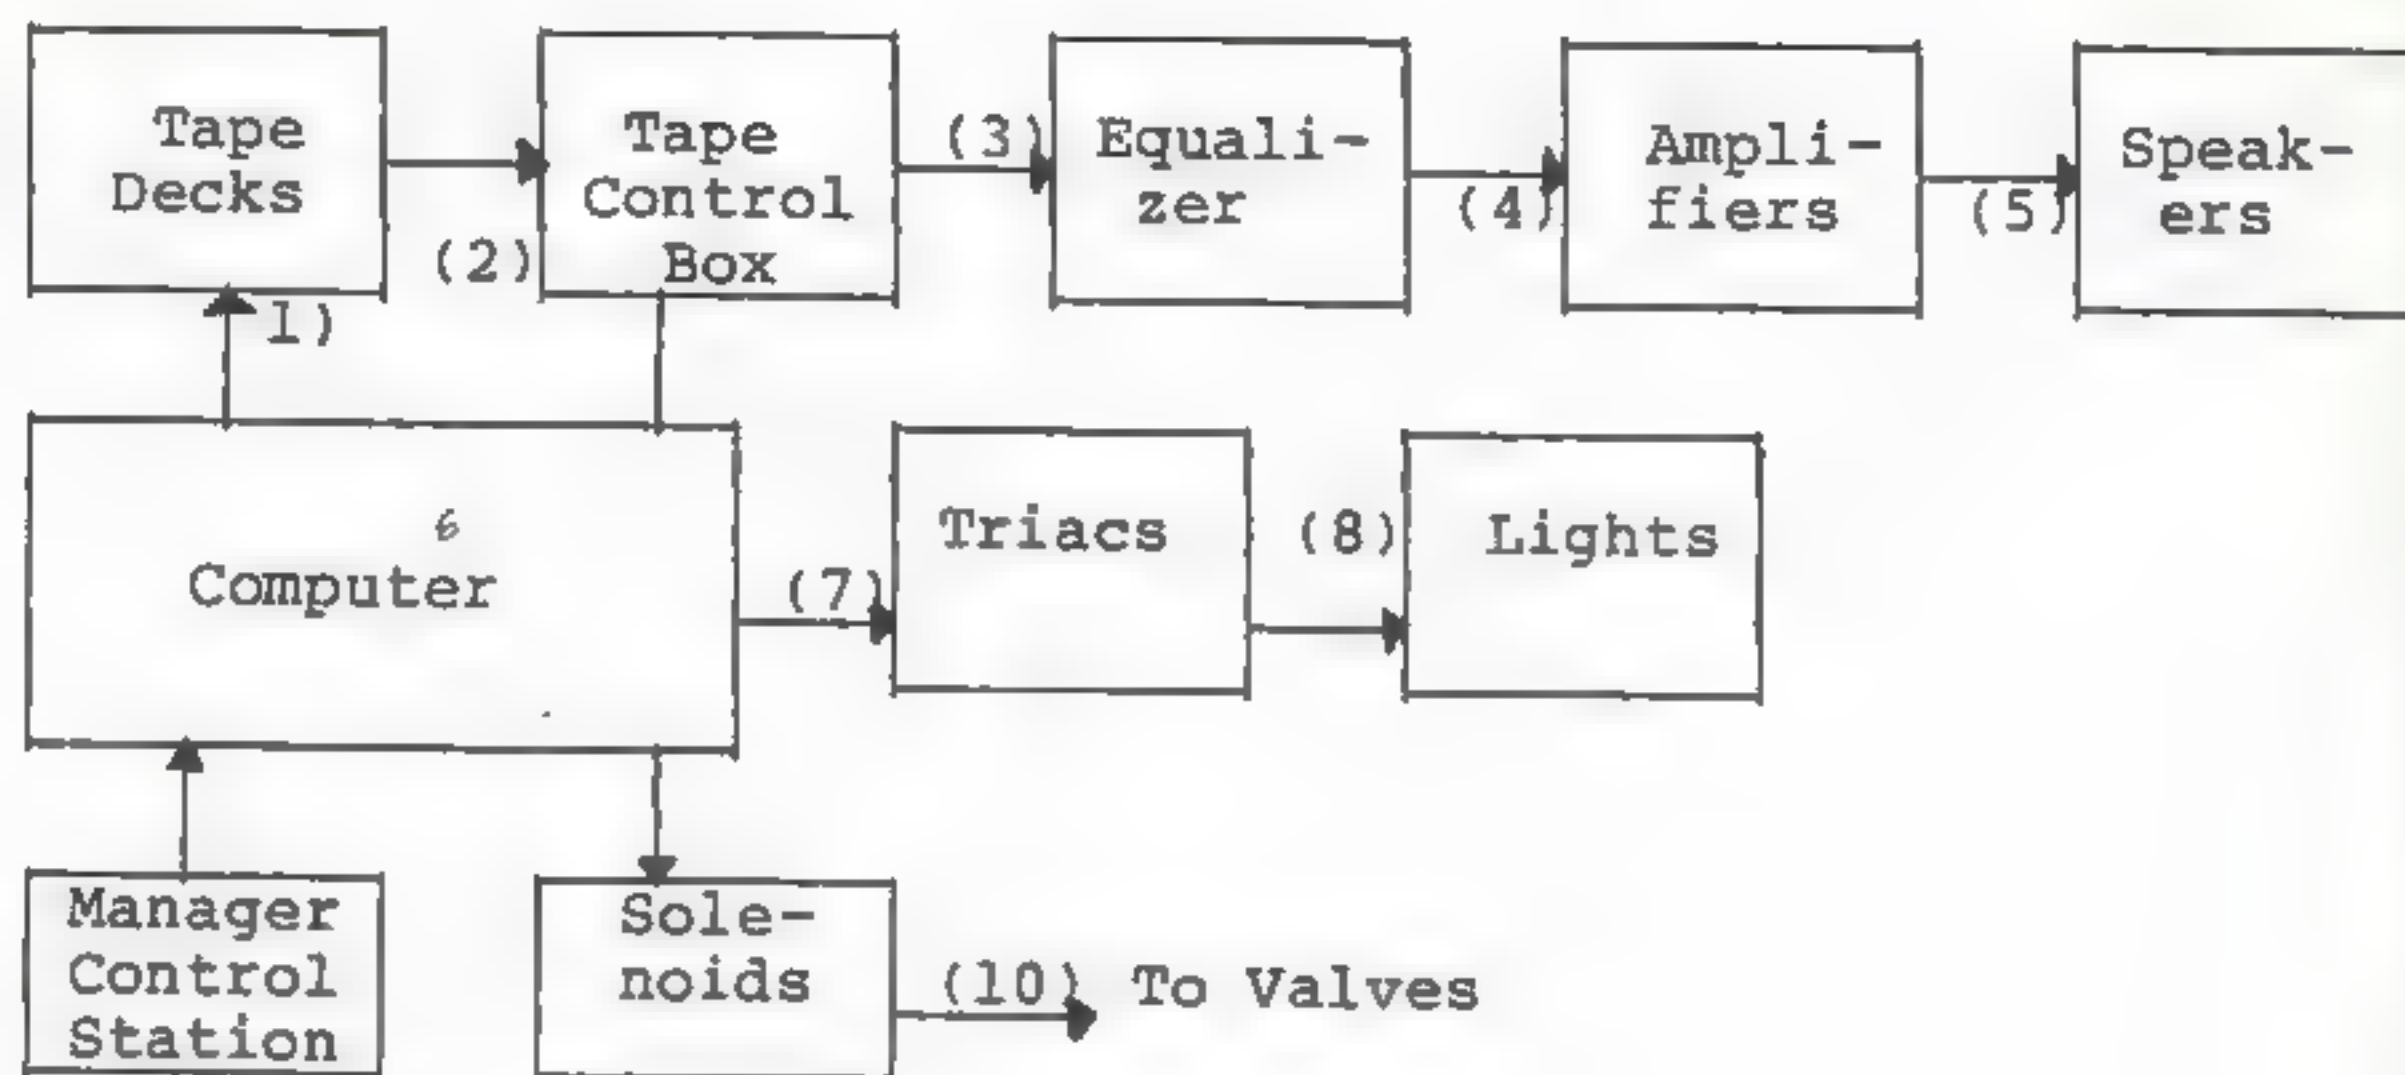 Tape
Decks
(2)
Tape
Control
Box
(3)
Equali-
zer
(4)
Ampli-
fiers
(5)
Speak-
ers
1)
6
Computer
(7)
Triacs
(8)
Lights
Manager
Control
Station
Sole-
noids
(10) To Valves